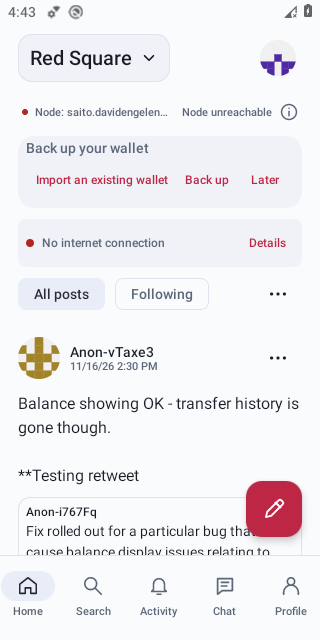 4:43
Red Square
Node: saito.davidengelen... Node unreachable
Back up your wallet
Import an existing wallet Back up Later
No internet connection Details
All posts Following
Anon-vTaxe3
11/16/26 2:30 PM
Balance showing OK - transfer history is
gone though.
**Testing retweet
Anon-i767Fq
Fix rolled out for a particular bug that
cause balance display issues relating to
Home Search Activity Chat Profile